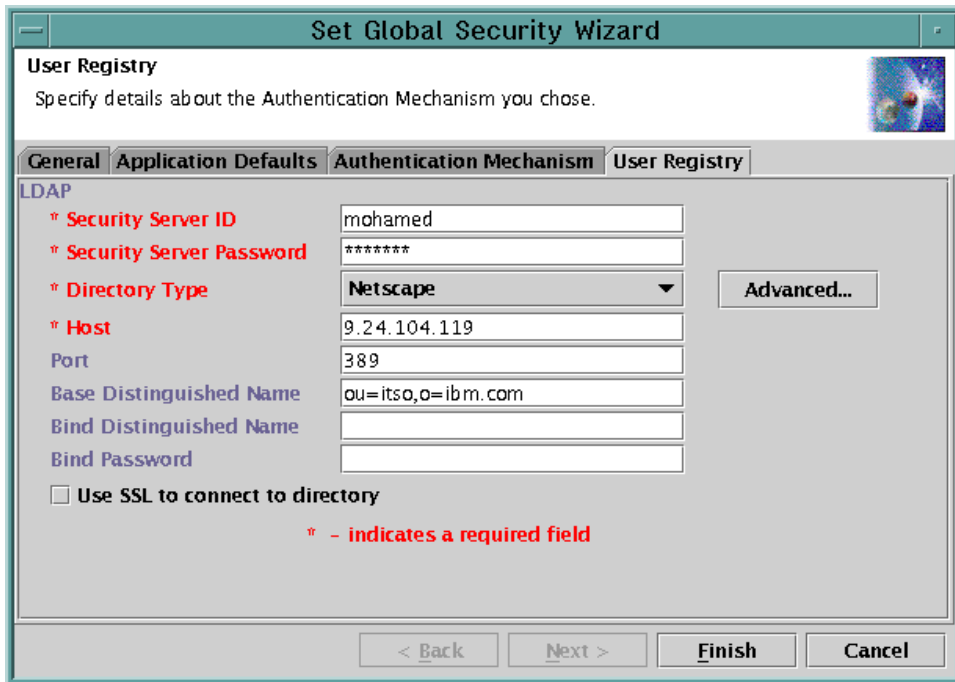 Set Global Security Wizard
User Registry
Specify details about the Authentication Mechanism you chose.
General Application Defaults Authentication Mechanism User Registry
LDAP
* Security Server ID mohamed
* Security Server Password *******
* Directory Type Netscape Advanced...
* Host 9.24.104.119
Port 389
Base Distinguished Name ou=itso,o=ibm.com
Bind Distinguished Name
Bind Password
Use SSL to connect to directory
* - indicates a required field
< Back Next > Finish Cancel